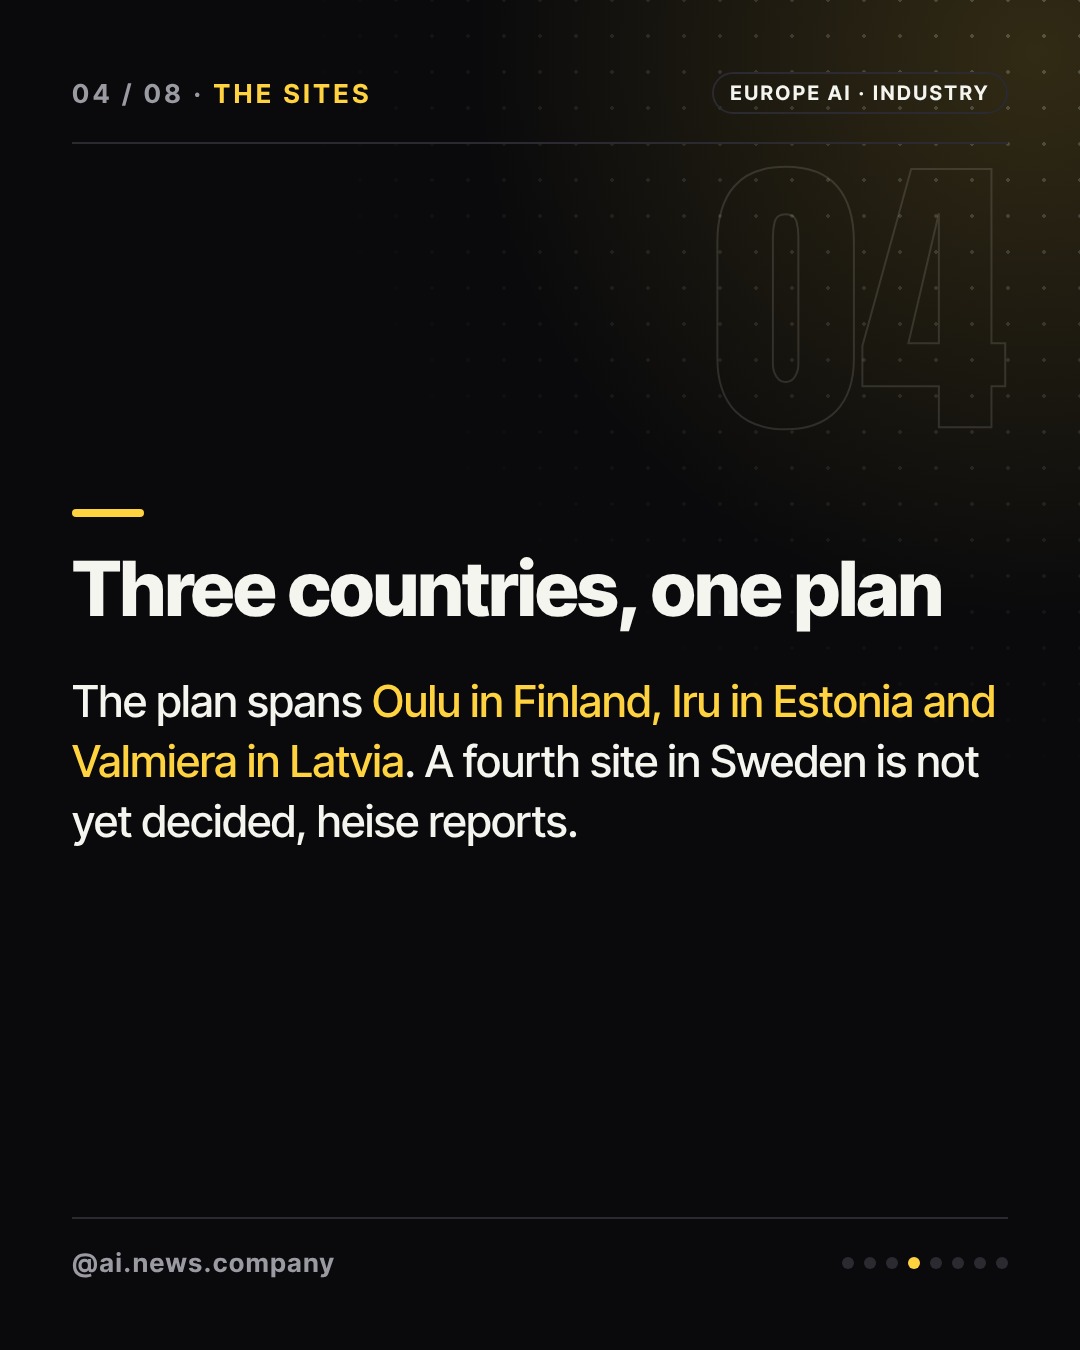 04 / 08 · THE SITES
EUROPE AI · INDUSTRY
04
Three countries, one plan
The plan spans Oulu in Finland, Iru in Estonia and
Valmiera in Latvia. A fourth site in Sweden is not
yet decided, heise reports.
@ai.news.company